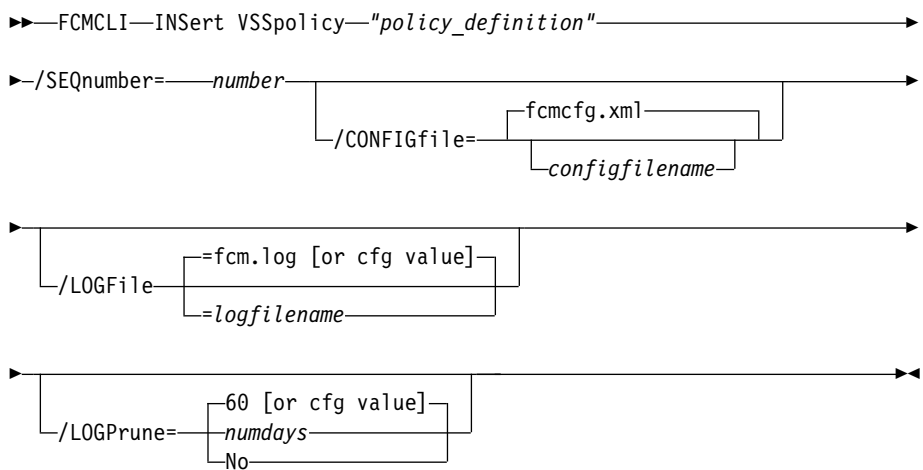 FCMCLI INSert VSSpolicy "policy_definition"
/SEQnumber= number
fcmcfg.xml
/CONFIGfile=
configfilename
=fcm.log [or cfg value]
/LOGFile
=logfilename
60 [or cfg value]
/LOGPrune= numdays
No